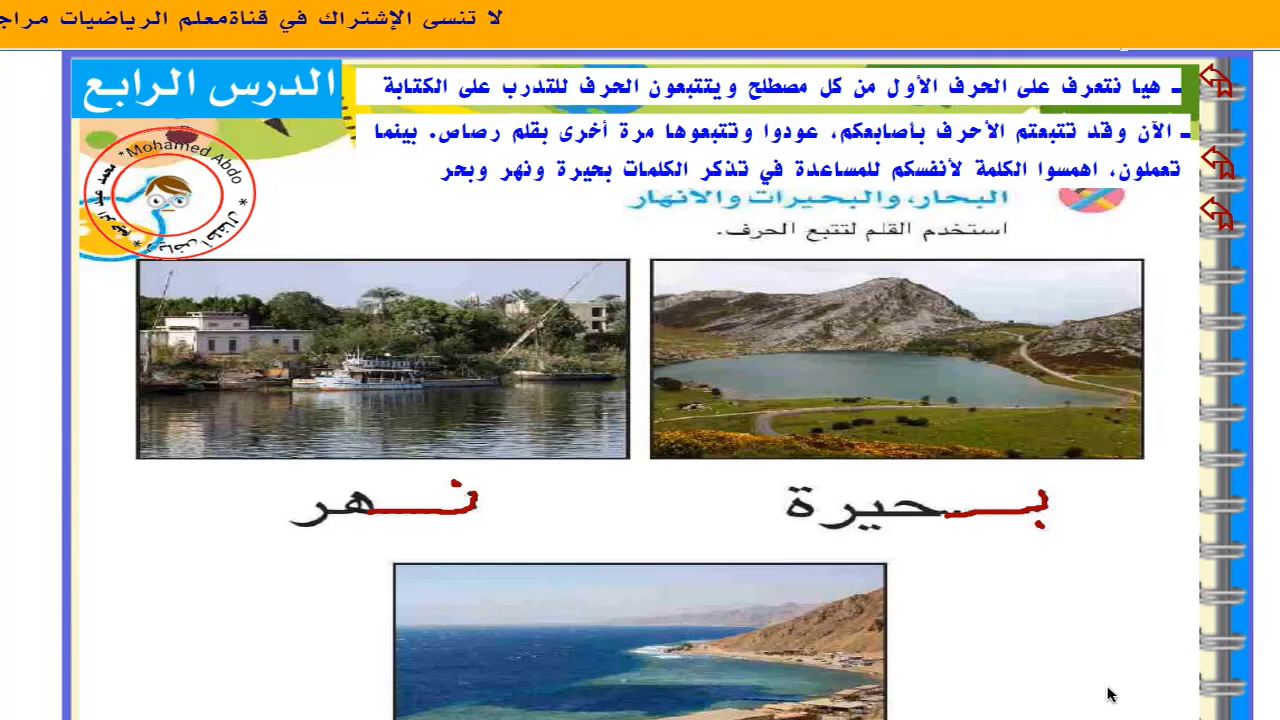 لا تنسى الإشتراك في قناةمعلم الرياضيات
الدرس الرابع
ـ هيا نتعرف على الحرف الأول من كل مصطلح ويتتبعون الحرف للتدرب على الكتابة
ـ الآن وقد تتبعتم الأحرف بأصابعكم، عودوا وتتبعوها مرة أخرى بقلم رصاص. بينما
تعملون، اهمسوا الكلمة لأنفسكم للمساعدة في تذكر الكلمات بحيرة ونهر وبحر
Mohamed Abdo
البحار، والبحيرات والانهار
استخدم القلم لتتبع الحرف.
بحيرة
نهر